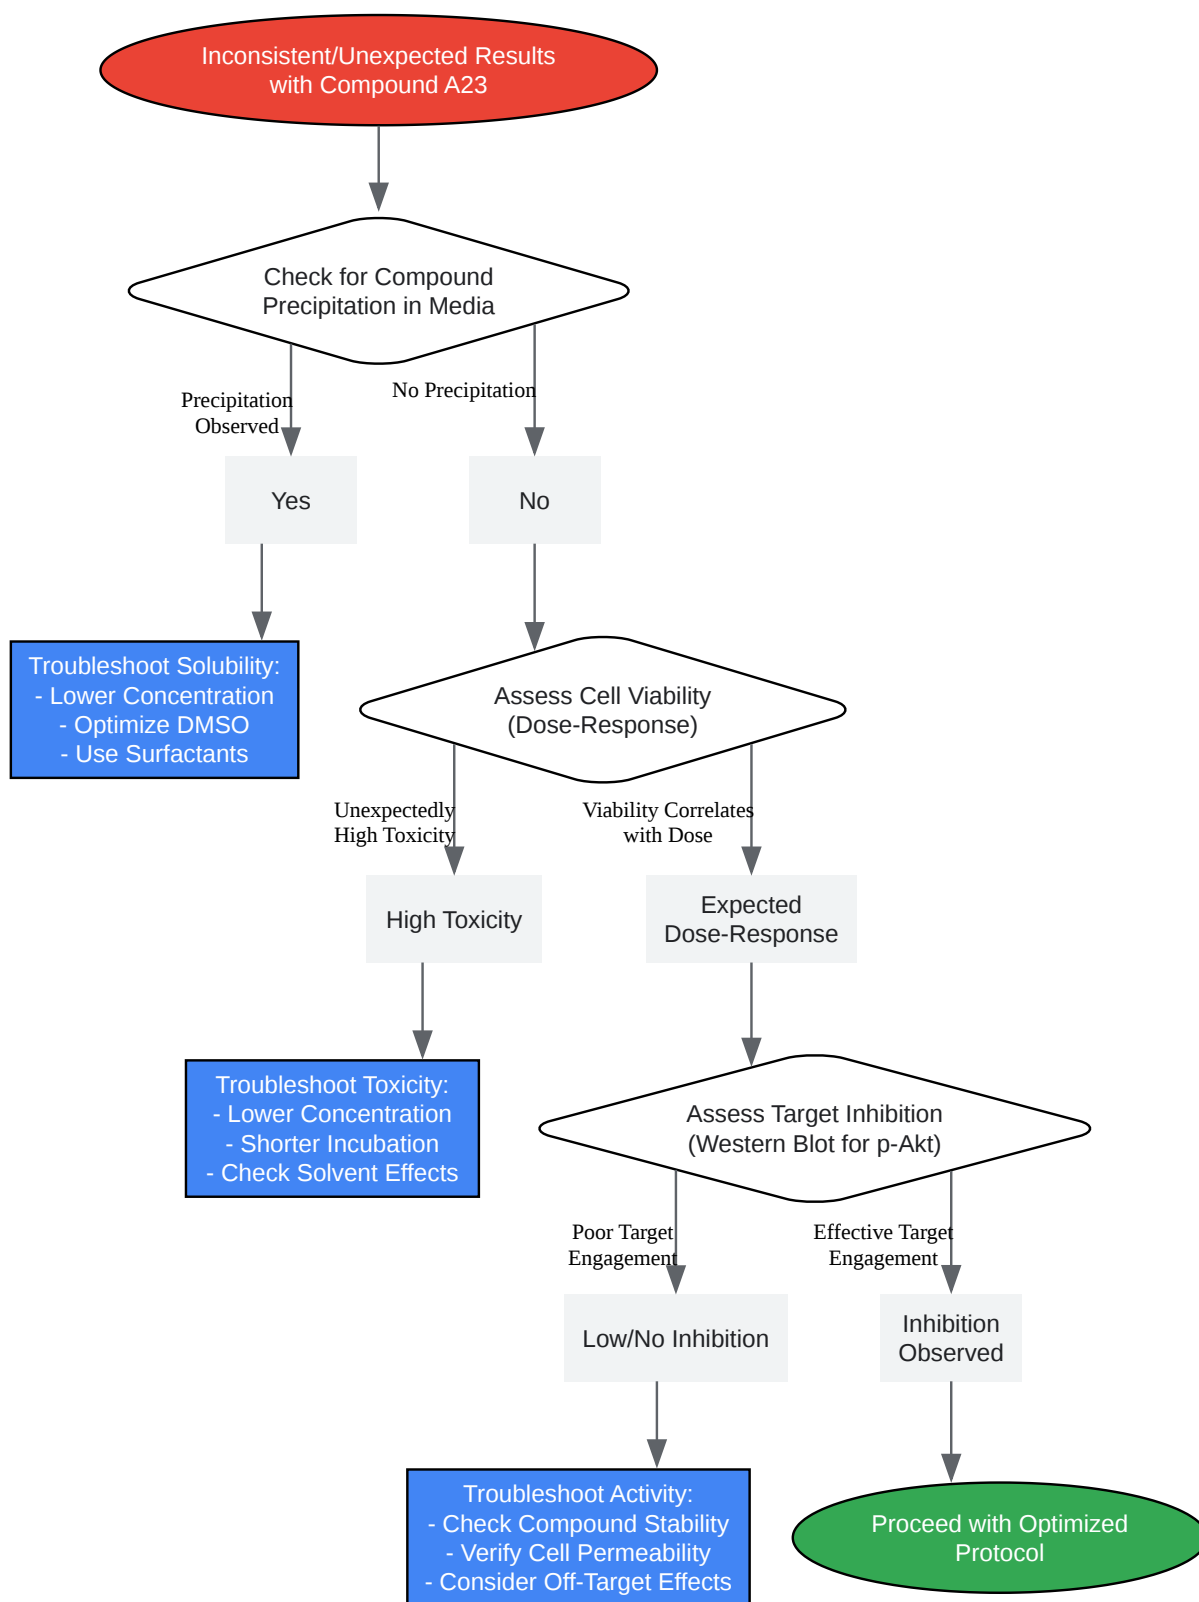 Inconsistent/Unexpected Results
with Compound A23
Check for Compound
Precipitation in Media
Precipitation
Observed
No Precipitation
Yes
No
Troubleshoot Solubility:
- Lower Concentration
- Optimize DMSO
- Use Surfactants
Assess Cell Viability
(Dose-Response)
Unexpectedly
High Toxicity
Viability Correlates
with Dose
High Toxicity
Expected
Dose-Response
Troubleshoot Toxicity:
- Lower Concentration
- Shorter Incubation
- Check Solvent Effects
Assess Target Inhibition
(Western Blot for p-Akt)
Poor Target
Engagement
Effective Target
Engagement
Low/No Inhibition
Inhibition
Observed
Troubleshoot Activity:
- Check Compound Stability
- Verify Cell Permeability
- Consider Off-Target Effects
Proceed with Optimized
Protocol